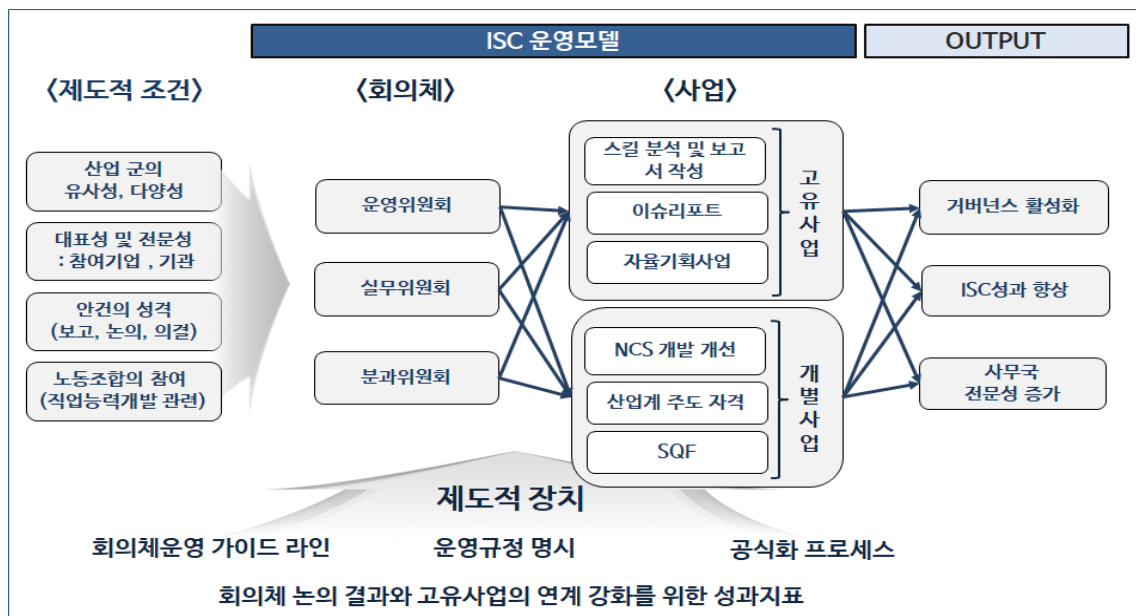 ISC 운영모델
OUTPUT
<제도적 조건>
<회의체>
<사업>
산업 군의
유사성, 다양성
대표성 및 전문성
: 참여기업 , 기관
안건의 성격
(보고, 논의, 의결)
노동조합의 참여
(직업능력개발 관련)
운영위원회
실무위원회
분과위원회
스킬 분석 및 보고
서 작성
이슈리포트
자율기획사업
고유사업
NCS 개발 개선
산업계 주도 자격
SQF
개별사업
거버넌스 활성화
ISC성과 향상
사무국
전문성 증가
제도적 장치
회의체운영 가이드 라인
운영규정 명시
공식화 프로세스
회의체 논의 결과와 고유사업의 연계 강화를 위한 성과지표